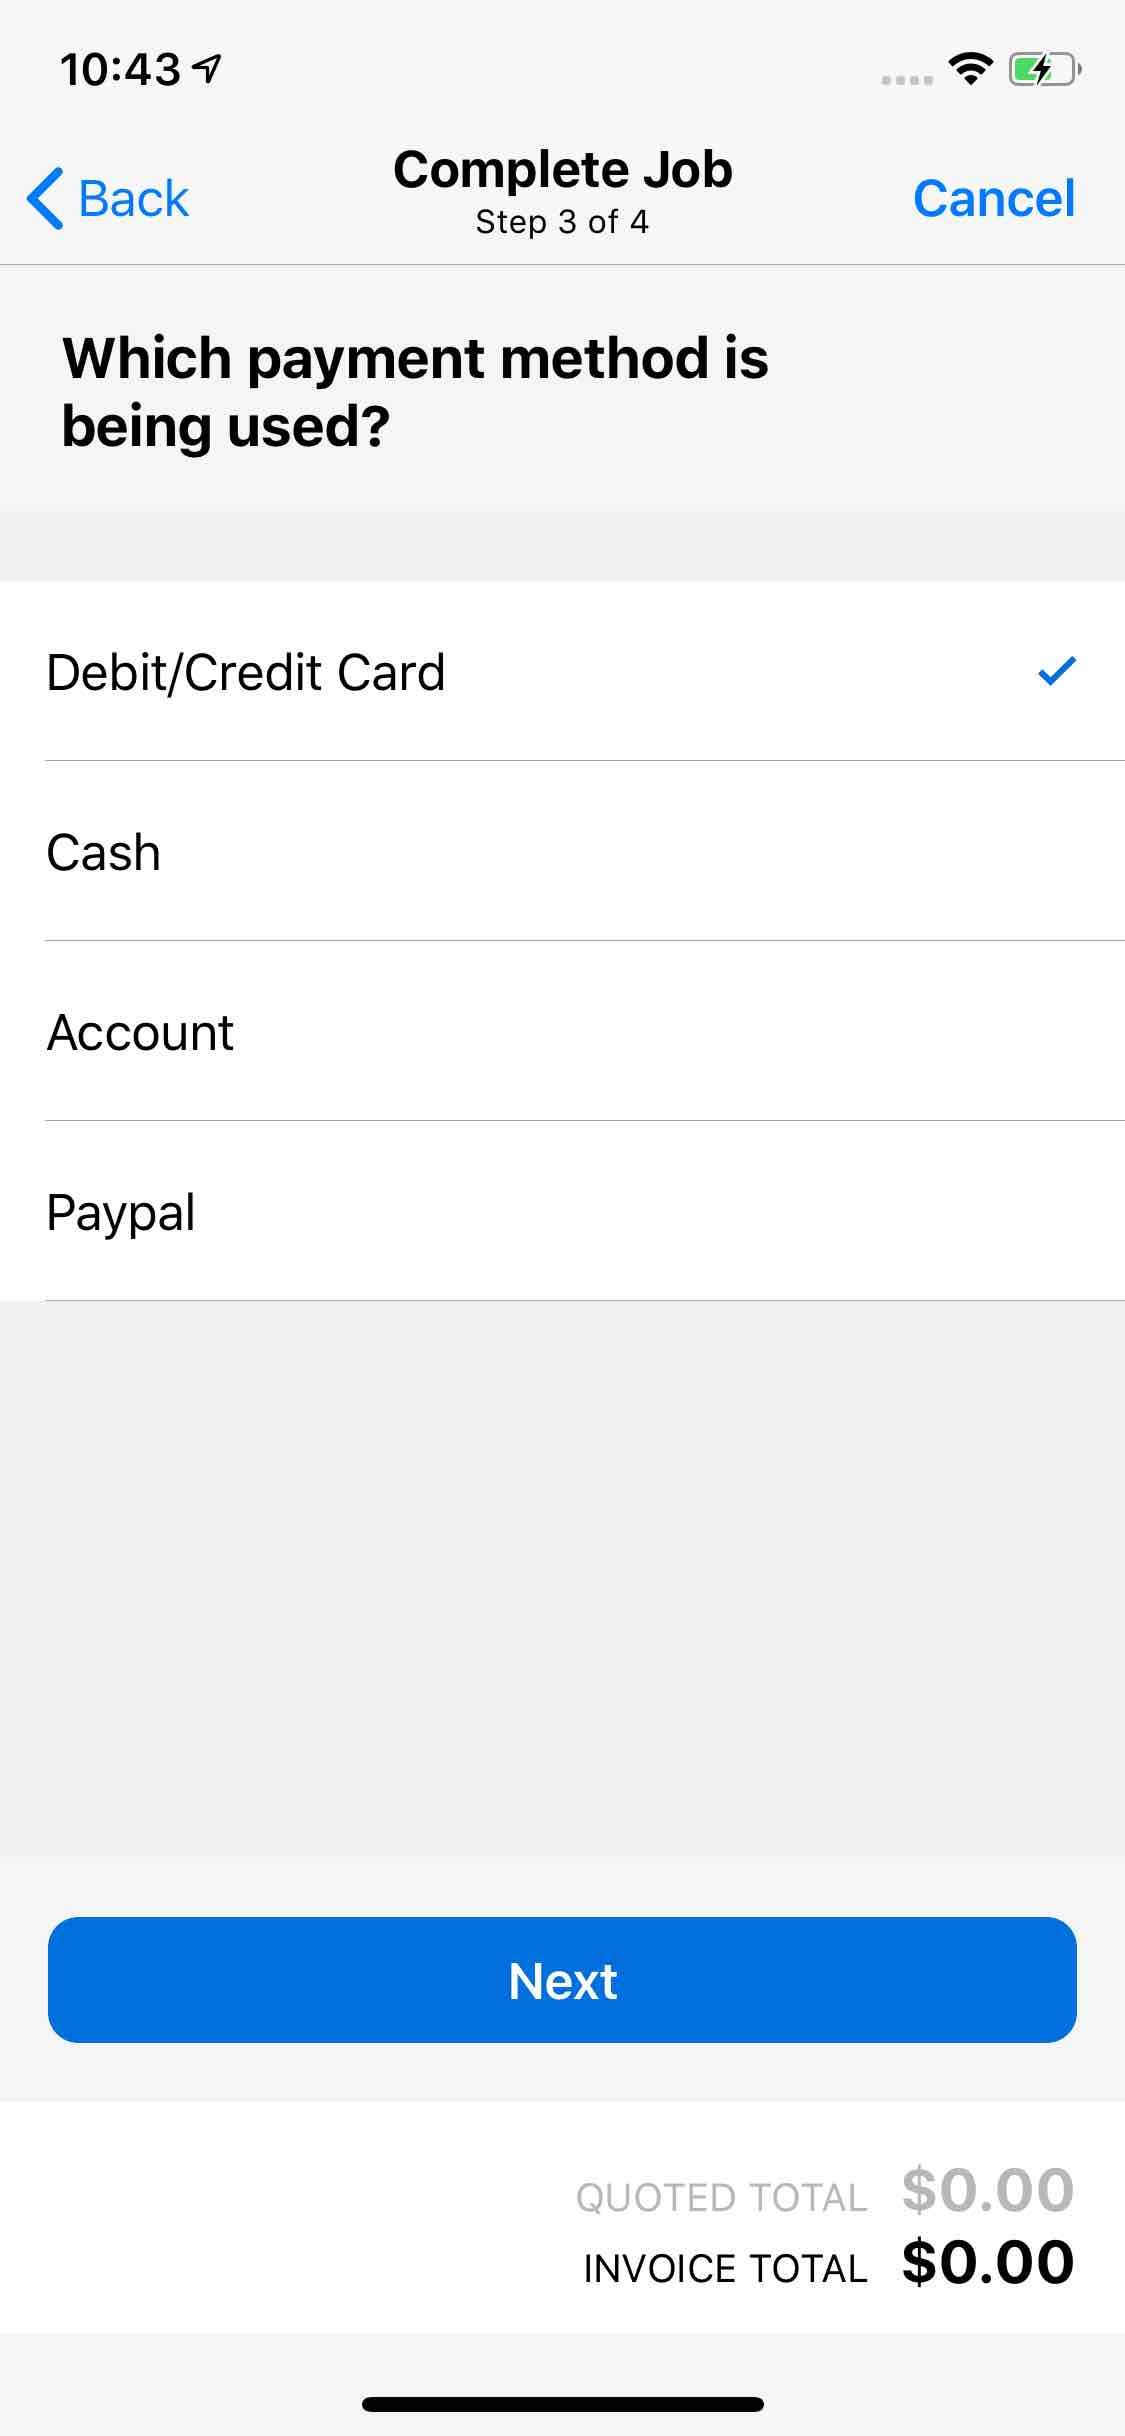 10:43
Back
Complete Job
Cancel
Step 3 of 4
Which payment method is
being used?
Debit/Credit Card
Cash
Account
Paypal
Next
QUOTED TOTAL $0.00
INVOICE TOTAL $0.00